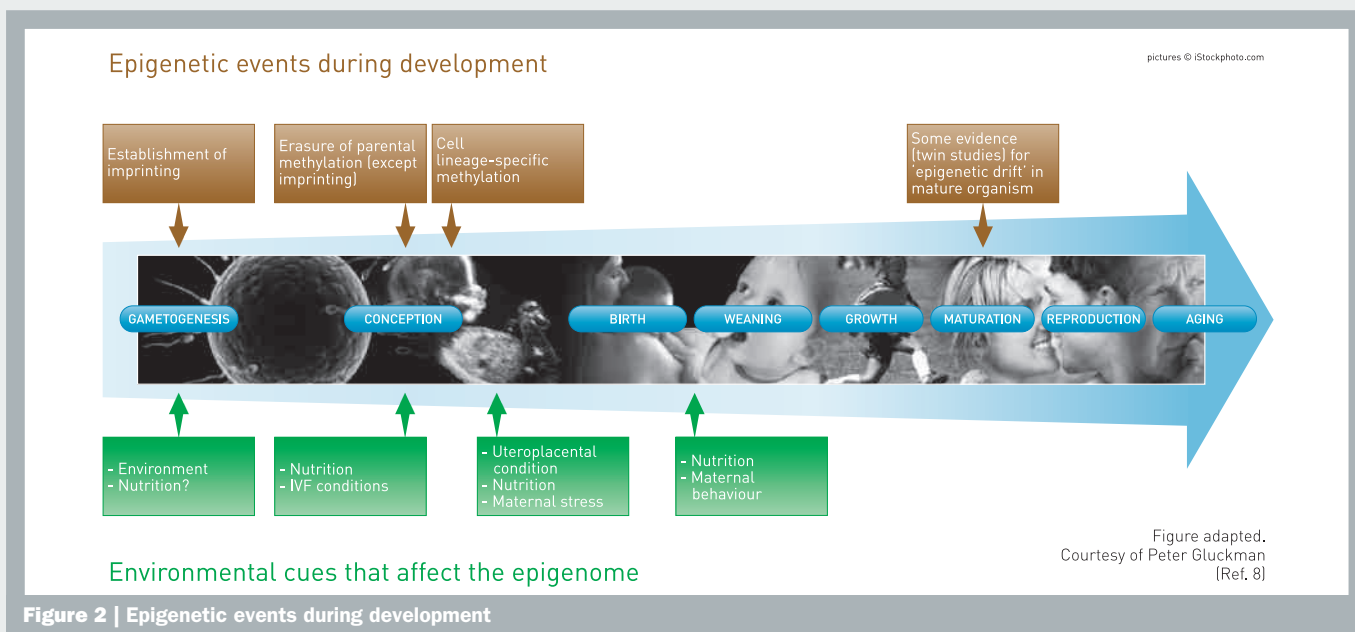 Epigenetic events during development
pictures © iStockphoto.com
Establishment of
imprinting
Erasure of parental
methylation (except
imprinting)
Cell
lineage-specific
methylation
Some evidence
(twin studies) for
'epigenetic drift' in
mature organism
GAMETOGENESIS
CONCEPTION
BIRTH
WEANING
GROWTH
MATURATION
REPRODUCTION
AGING
- Environment
- Nutrition?
- Nutrition
- IVF conditions
- Uteroplacental
condition
- Nutrition
- Maternal stress
- Nutrition
- Maternal
behaviour
Figure adapted.
Courtesy of Peter Gluckman
(Ref. 8)
Environmental cues that affect the epigenome
Figure 2 | Epigenetic events during development